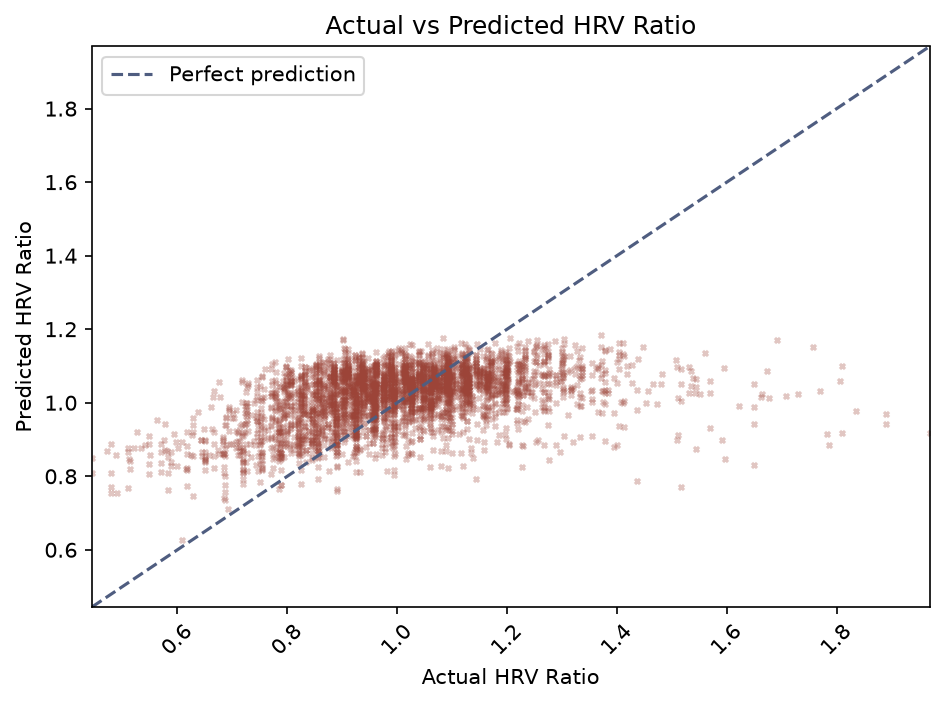 Actual vs Predicted HRV Ratio
Perfect prediction
1.8
1.6
1.4
1.2
1.0
0.8
0.6
Predicted HRV Ratio
0.6 0.8 1.0 1.2 1.4 1.6 1.8
Actual HRV Ratio